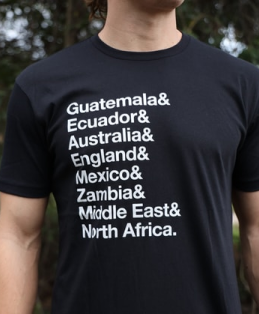 Guatemala&
Ecuador&
Australia&
England&
Mexico&
Zambia&
Middle East&
North Africa.